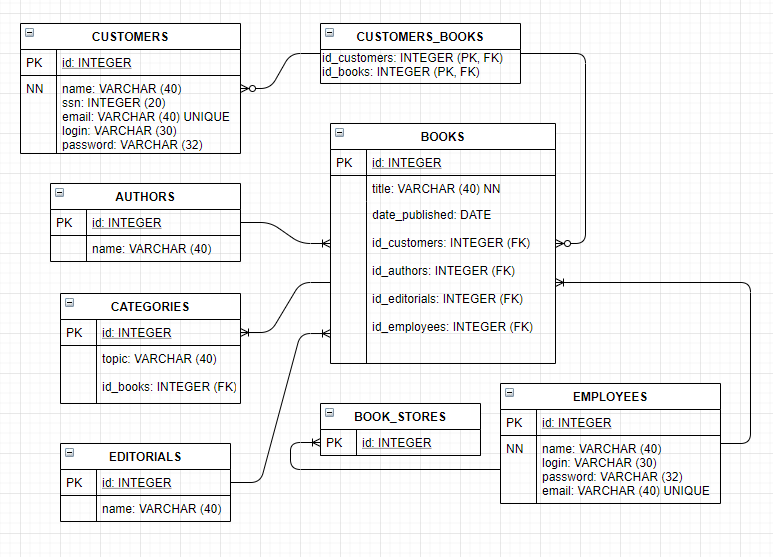 CUSTOMERS
PK id: INTEGER
NN name: VARCHAR (40)
ssn: INTEGER (20)
email: VARCHAR (40) UNIQUE
login: VARCHAR (30)
password: VARCHAR (32)
CUSTOMERS_BOOKS
id_customers: INTEGER (PK, FK)
id_books: INTEGER (PK, FK)
BOOKS
PK id: INTEGER
title: VARCHAR (40) NN
date_published: DATE
id_customers: INTEGER (FK)
id_authors: INTEGER (FK)
id_editorials: INTEGER (FK)
id_employees: INTEGER (FK)
AUTHORS
PK id: INTEGER
name: VARCHAR (40)
CATEGORIES
PK id: INTEGER
topic: VARCHAR (40)
id_books: INTEGER (FK)
BOOK_STORES
PK id: INTEGER
EMPLOYEES
PK id: INTEGER
NN name: VARCHAR (40)
login: VARCHAR (30)
password: VARCHAR (32)
email: VARCHAR (40) UNIQUE
EDITORIALS
PK id: INTEGER
name: VARCHAR (40)